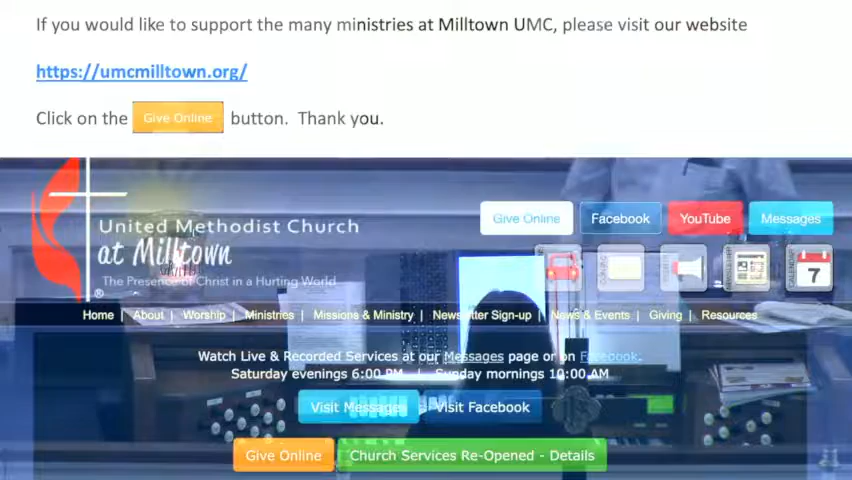 If you would like to support the many ministries at Milltown UMC, please visit our website
https://umcmilltown.org/
Click on the Give Online button. Thank you.
United Methodist Church
at Milltown
The Presence of Christ in a Hurting World
®
Give Online Facebook YouTube Messages
CALENDAR
7
Home | About | Worship | Ministries | Missions & Ministry | Newsletter Sign-up | News & Events | Giving | Resources
Watch Live & Recorded Services at our Messages page or on Facebook.
Saturday evenings 6:00 PM | Sunday mornings 10:00 AM
Visit Messages Visit Facebook
Give Online Church Services Re-Opened - Details